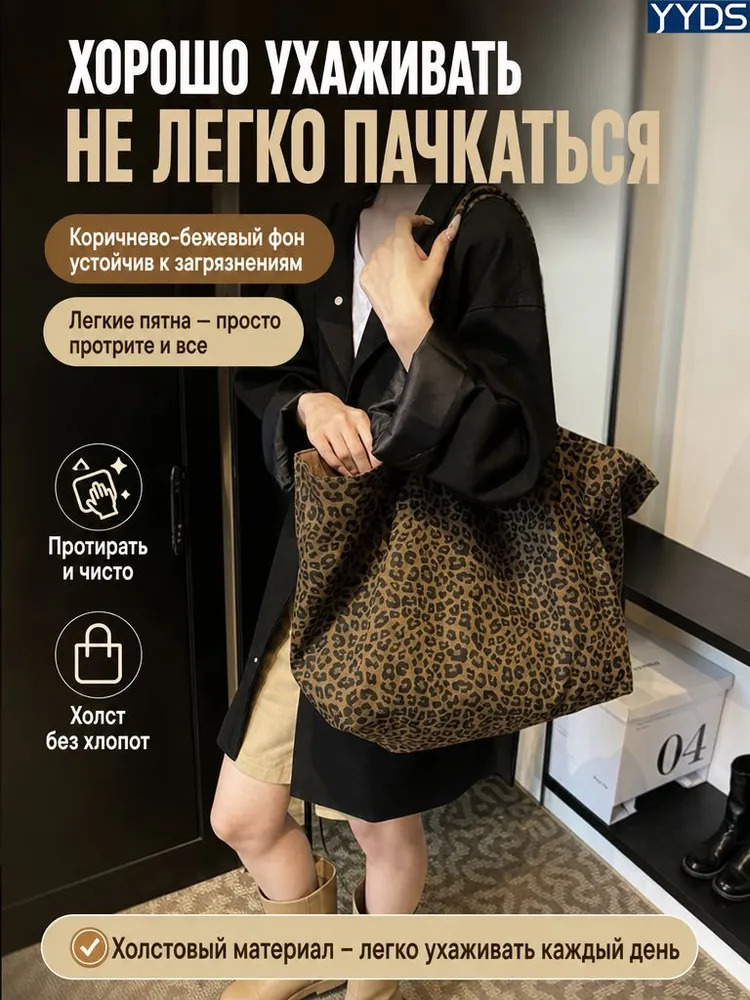 YYDS
ХОРОШО УХАЖИВАТЬ
НЕ ЛЕГКО ПАЧКАТЬСЯ
Коричнево-бежевый фон
устойчив к загрязнениям
Легкие пятна — просто
протрите и все
Протирать
и чисто
Холст
без хлопот
04
Холстовый материал – легко ухаживать каждый день